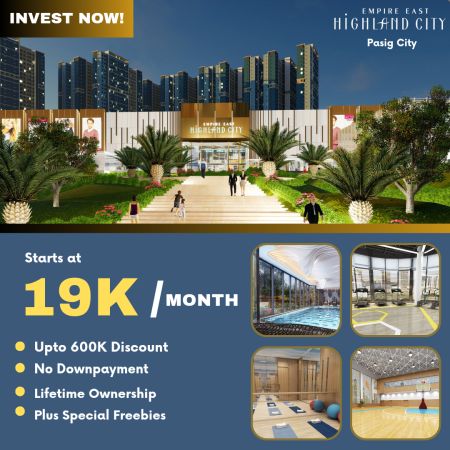 INVEST NOW!
EMPIRE EAST
HIGHLAND CITY
Pasig City
EMPIRE EAST
HIGHLAND CITY
Starts at
19K /MONTH
Upto 600K Discount
No Downpayment
Lifetime Ownership
Plus Special Freebies